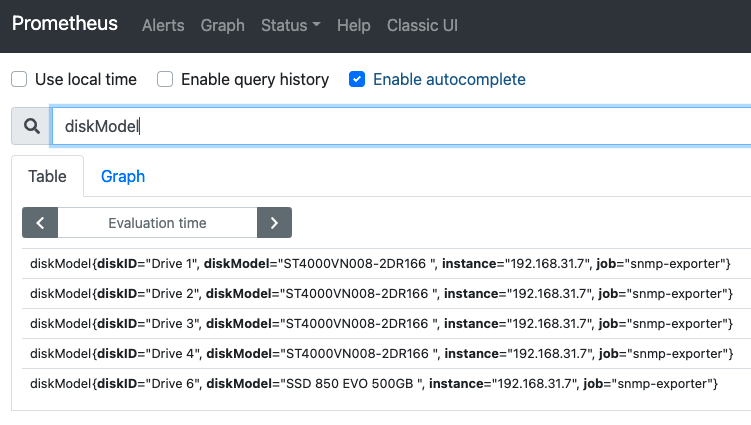 Prometheus Alerts Graph Status Help Classic UI
Use local time Enable query history Enable autocomplete
diskModel
Table Graph
Evaluation time
diskModel{diskID="Drive 1", diskModel="ST4000VN008-2DR166 ", instance="192.168.31.7", job="snmp-exporter"}
diskModel{diskID="Drive 2", diskModel="ST4000VN008-2DR166 ", instance="192.168.31.7", job="snmp-exporter"}
diskModel{diskID="Drive 3", diskModel="ST4000VN008-2DR166 ", instance="192.168.31.7", job="snmp-exporter"}
diskModel{diskID="Drive 4", diskModel="ST4000VN008-2DR166 ", instance="192.168.31.7", job="snmp-exporter"}
diskModel{diskID="Drive 6", diskModel="SSD 850 EVO 500GB ", instance="192.168.31.7", job="snmp-exporter"}